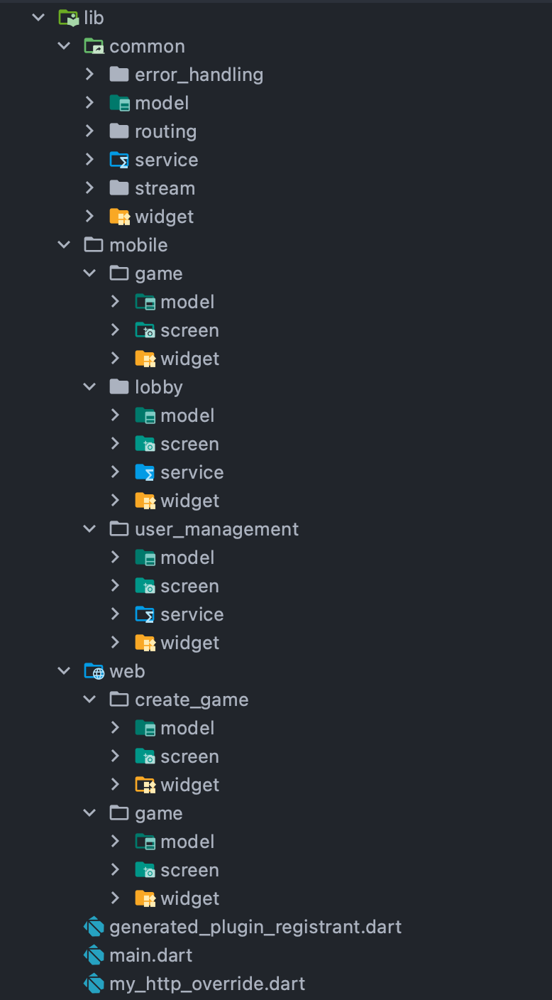 lib
common
error_handling
model
routing
service
stream
widget
mobile
game
model
screen
widget
lobby
model
screen
service
widget
user_management
model
screen
service
widget
web
create_game
model
screen
widget
game
model
screen
widget
generated_plugin_registrant.dart
main.dart
my_http_override.dart